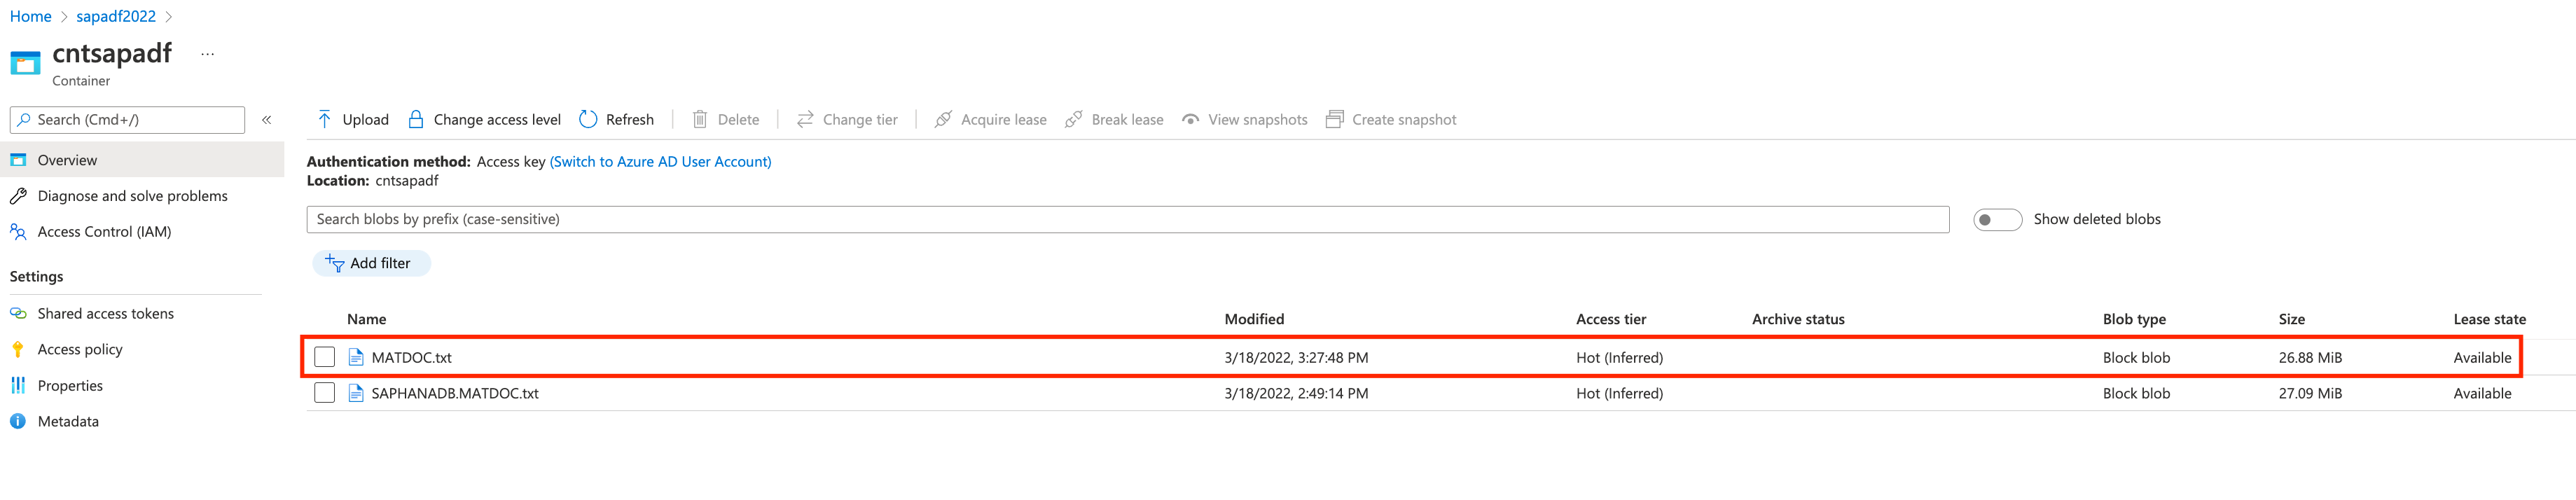 Home > sapadf2022 >
cntsapadf ...
Container
Search (Cmd+/) «
Overview
Diagnose and solve problems
Access Control (IAM)
Settings
Shared access tokens
Access policy
Properties
Metadata
Upload Change access level Refresh Delete Change tier Acquire lease Break lease View snapshots Create snapshot
Authentication method: Access key (Switch to Azure AD User Account)
Location: cntsapadf
Search blobs by prefix (case-sensitive) Show deleted blobs
Add filter
Name Modified Access tier Archive status Blob type Size Lease state
MATDOC.txt 3/18/2022, 3:27:48 PM Hot (Inferred) Block blob 26.88 MiB Available
SAPHANADB.MATDOC.txt 3/18/2022, 2:49:14 PM Hot (Inferred) Block blob 27.09 MiB Available